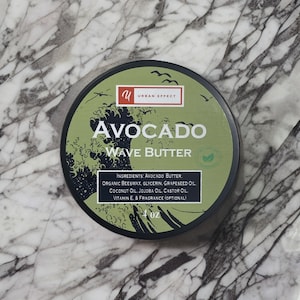 URBAN EFFECT
AVOCADO
WAVE BUTTER
INGREDIENTS: AVOCADO BUTTER,
ORGANIC BEESWAX, GLYCERIN, GRAPESEED OIL,
COCONUT OIL, JOJOBA OIL, CASTOR OIL,
VITAMIN E, & FRAGRANCE (OPTIONAL)
4 oz